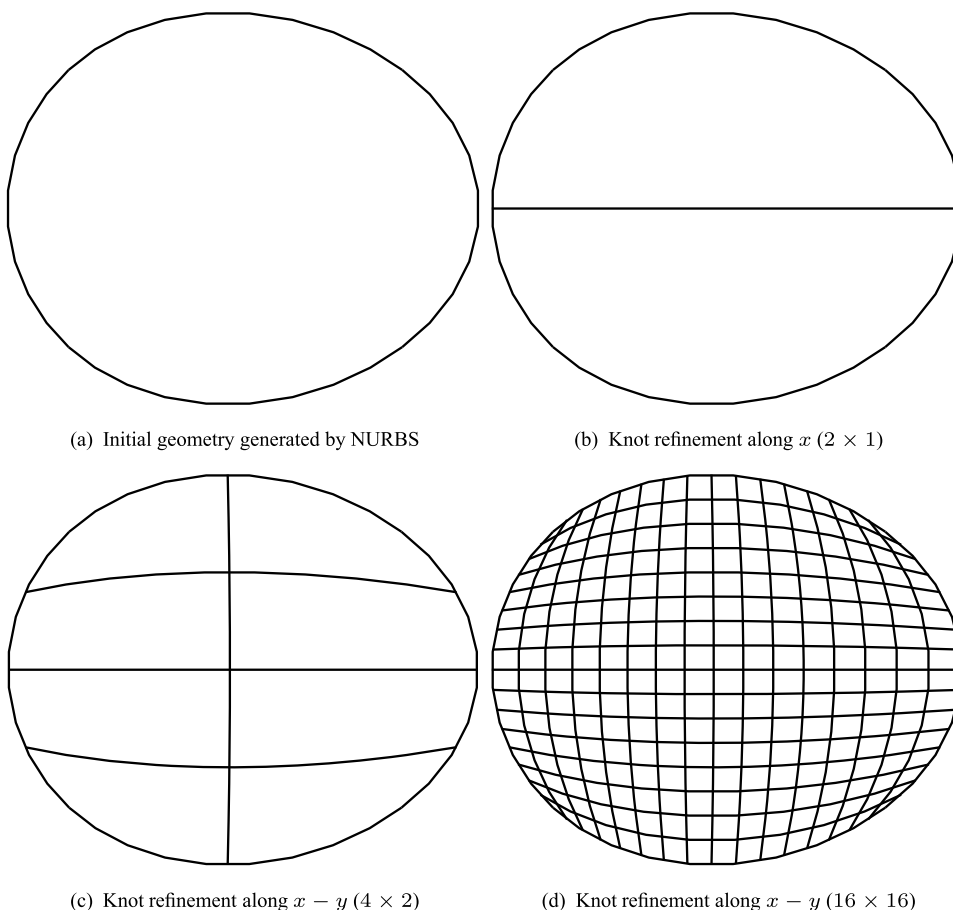 (a) Initial geometry generated by NURBS
(b) Knot refinement along x (2 × 1)
(c) Knot refinement along x − y (4 × 2)
(d) Knot refinement along x − y (16 × 16)